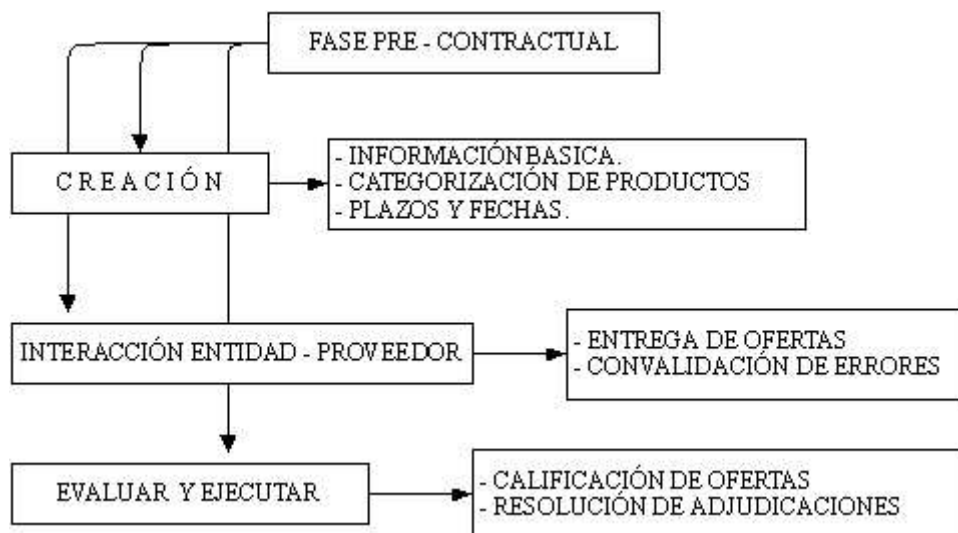 FASE PRE - CONTRACTUAL
C R E A C I Ó N
- INFORMACIÓN BASICA.
- CATEGORIZACIÓN DE PRODUCTOS
- PLAZOS Y FECHAS.
INTERACCIÓN ENTIDAD - PROVEEDOR
- ENTREGA DE OFERTAS
- CONVALIDACIÓN DE ERRORES
EVALUAR Y EJECUTAR
- CALIFICACIÓN DE OFERTAS
- RESOLUCIÓN DE ADJUDICACIONES